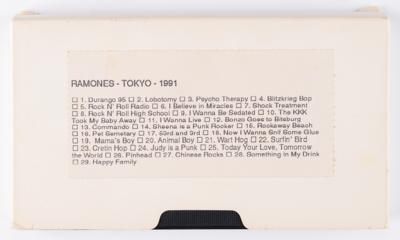 RAMONES - TOKYO - 1991
☐ 1. Durango 95 ☐ 2. Lobotomy ☐ 3. Psycho Therapy ☐ 4. Blitzkrieg Bop
☐ 5. Rock N' Roll Radio ☐ 6. I Believe in Miracles ☐ 7. Shock Treatment
☐ 8. Rock N' Roll High School ☐ 9. I Wanna Be Sedated ☐ 10. The KKK
Took My Baby Away ☐ 11. I Wanna Live ☐ 12. Bonzo Goes to Biteburg
☐ 13. Commando ☐ 14. Sheena is a Punk Rocker ☐ 15. Rockaway Beach
☐ 16. Pet Semetary ☐ 17. 53rd and 3rd ☐ 18. Now I Wanna Snif Some Glue
☐ 19. Mama's Boy ☐ 20. Animal Boy ☐ 21. Wart Hog ☐ 22. Surfin' Bird
☐ 23. Cretin Hop ☐ 24. Judy is a Punk ☐ 25. Today Your Love, Tomorrow
the World ☐ 26. Pinhead ☐ 27. Chinese Rocks ☐ 28. Something in My Drink
☐ 29. Happy Family